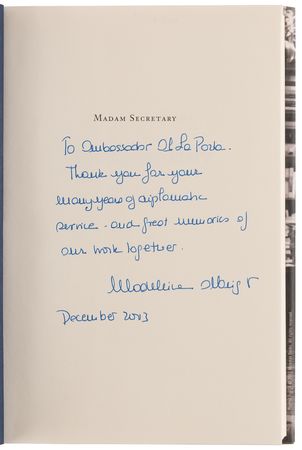 MADAM SECRETARY
To Ambassador Al La Porta.
Thank you for your
many years of diplomatic
service - and great memories of
our work together.
Madeleine Albright
December 2003